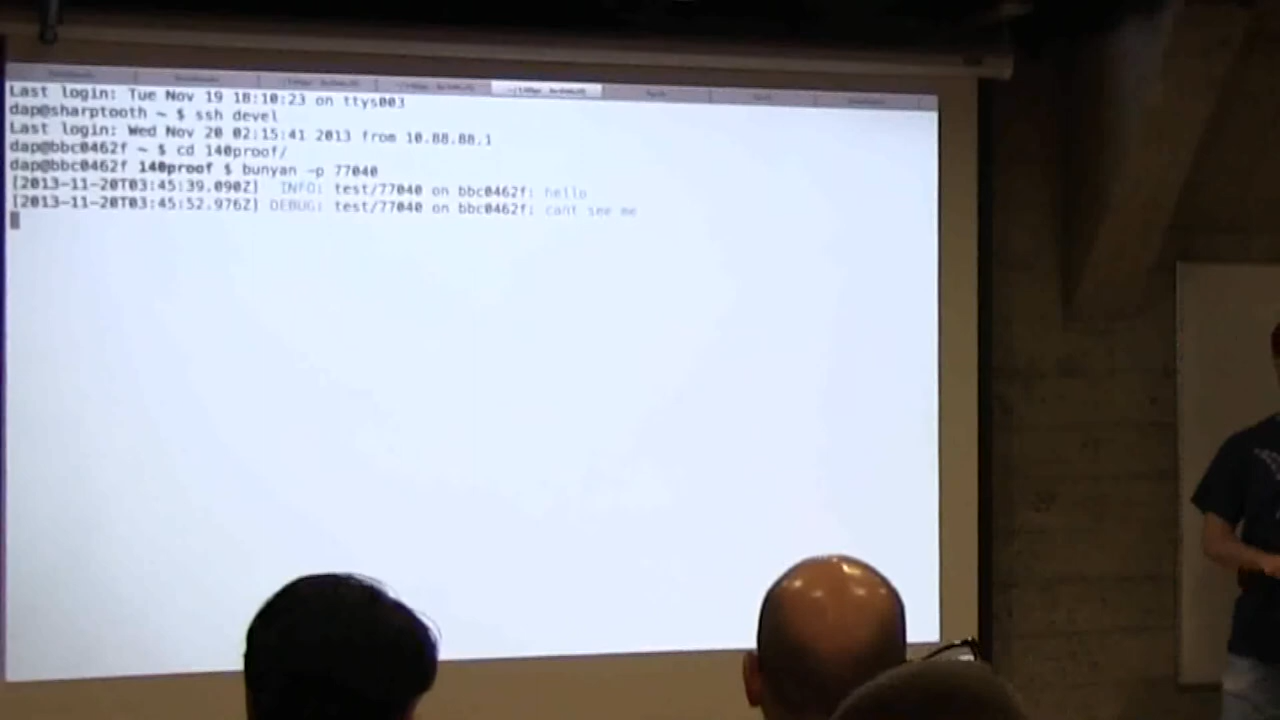 Last login: Tue Nov 19 18:10:23 on ttys003
dap@sharptooth ~ $ ssh devel
Last login: Wed Nov 20 02:15:41 2013 from 10.88.88.1
dap@bbc0462f ~ $ cd 140proof/
dap@bbc0462f 140proof $ bunyan -p 77040
[2013-11-20T03:45:39.090Z]  INFO: test/77040 on bbc0462f: hello
[2013-11-20T03:45:52.976Z] DEBUG: test/77040 on bbc0462f: cant see me